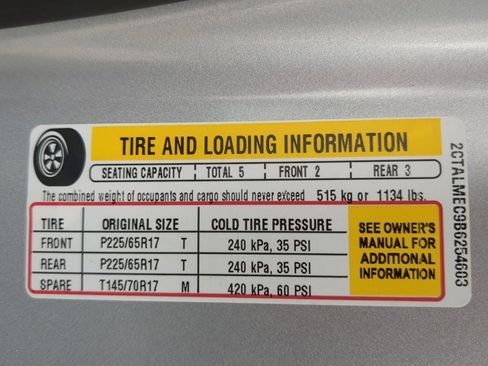 TIRE AND LOADING INFORMATION
SEATING CAPACITY TOTAL 5 FRONT 2 REAR 3
The combined weight of occupants and cargo should never exceed 515 kg or 1134 lbs.
TIRE ORIGINAL SIZE COLD TIRE PRESSURE
FRONT P225/65R17 T 240 kPa, 35 PSI
REAR P225/65R17 T 240 kPa, 35 PSI
SPARE T145/70R17 M 420 kPa, 60 PSI
SEE OWNER'S
MANUAL FOR
ADDITIONAL
INFORMATION
2CTALMEC9B6254603